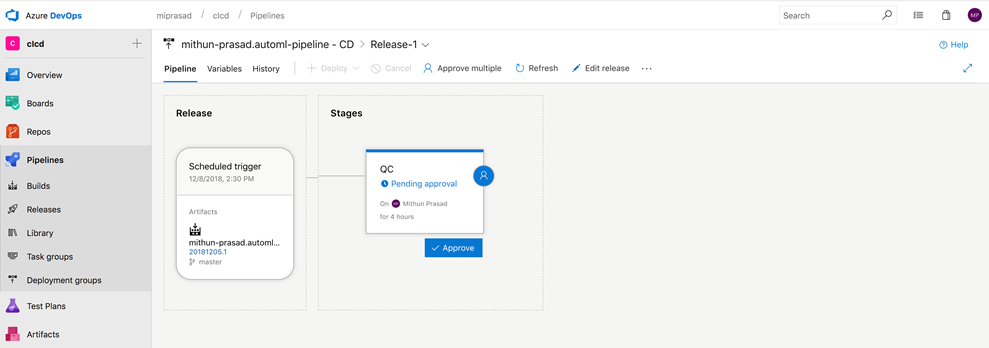 Azure DevOps
miprasad / clcd / Pipelines
Search
MP
C clcd
Overview
Boards
Repos
Pipelines
Builds
Releases
Library
Task groups
Deployment groups
Test Plans
Artifacts
mithun-prasad.automl-pipeline - CD > Release-1
Help
Pipeline Variables History
Deploy Cancel Approve multiple Refresh Edit release ...
Release
Scheduled trigger
12/8/2018, 2:30 PM
Artifacts
mithun-prasad.automl...
20181205.1
master
Stages
QC
Pending approval
On MP Mithun Prasad
for 4 hours
Approve